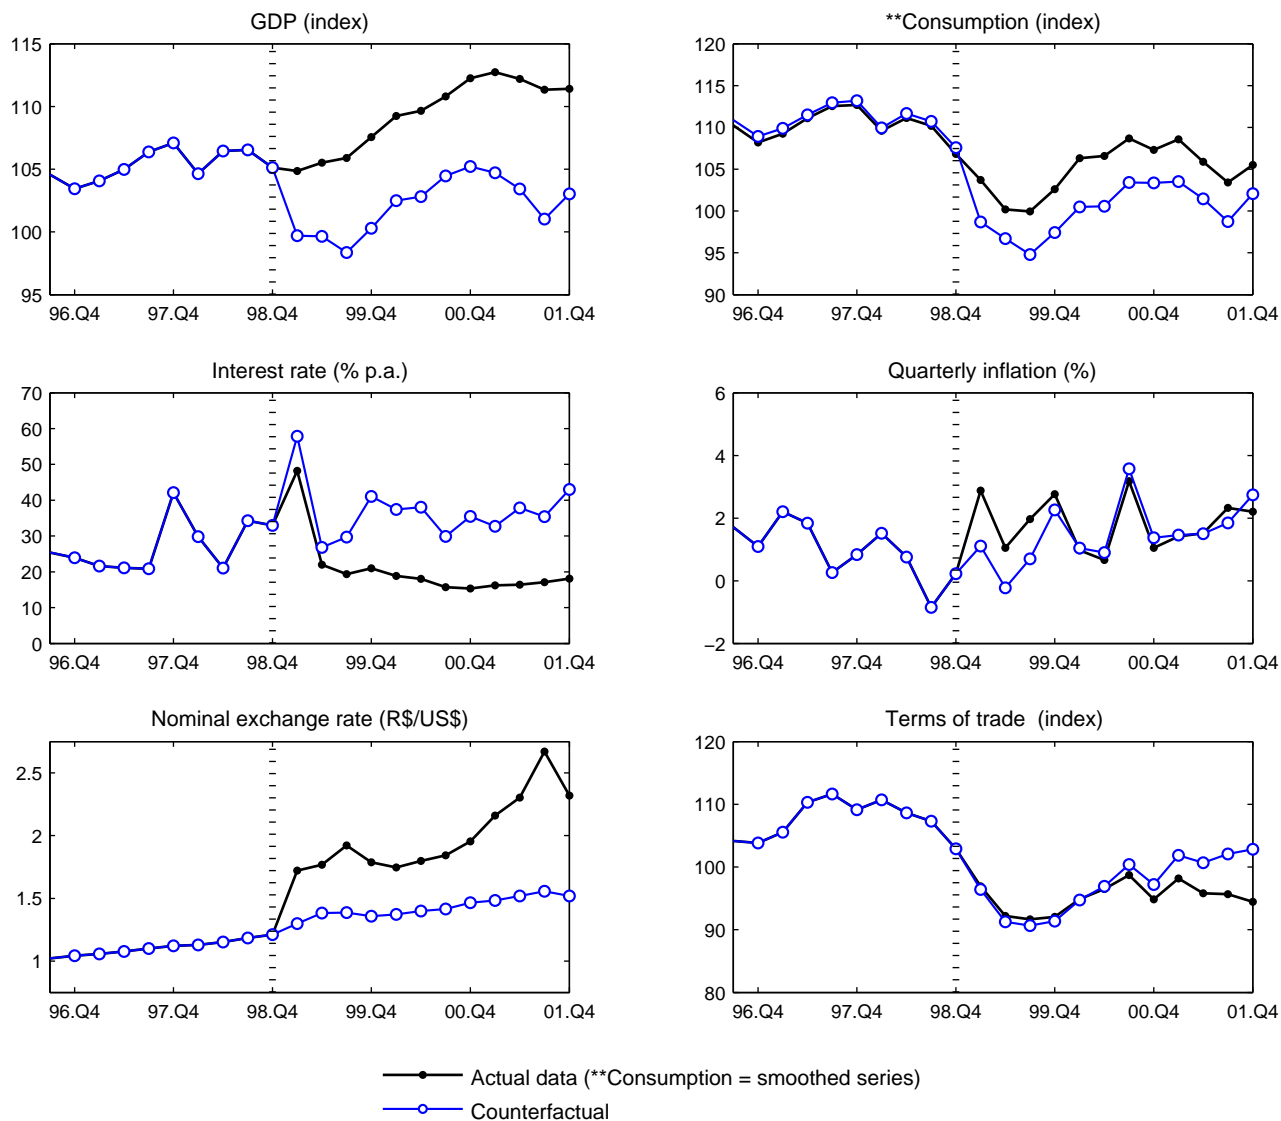 GDP (index)
115
110
105
100
95
96.Q4 97.Q4 98.Q4 99.Q4 00.Q4 01.Q4
**Consumption (index)
120
115
110
105
100
95
90
96.Q4 97.Q4 98.Q4 99.Q4 00.Q4 01.Q4
Interest rate (% p.a.)
70
60
50
40
30
20
10
0
96.Q4 97.Q4 98.Q4 99.Q4 00.Q4 01.Q4
Quarterly inflation (%)
6
4
2
0
−2
96.Q4 97.Q4 98.Q4 99.Q4 00.Q4 01.Q4
Nominal exchange rate (R$/US$)
2.5
2
1.5
1
96.Q4 97.Q4 98.Q4 99.Q4 00.Q4 01.Q4
Terms of trade (index)
120
110
100
90
80
96.Q4 97.Q4 98.Q4 99.Q4 00.Q4 01.Q4
Actual data (**Consumption = smoothed series)
Counterfactual